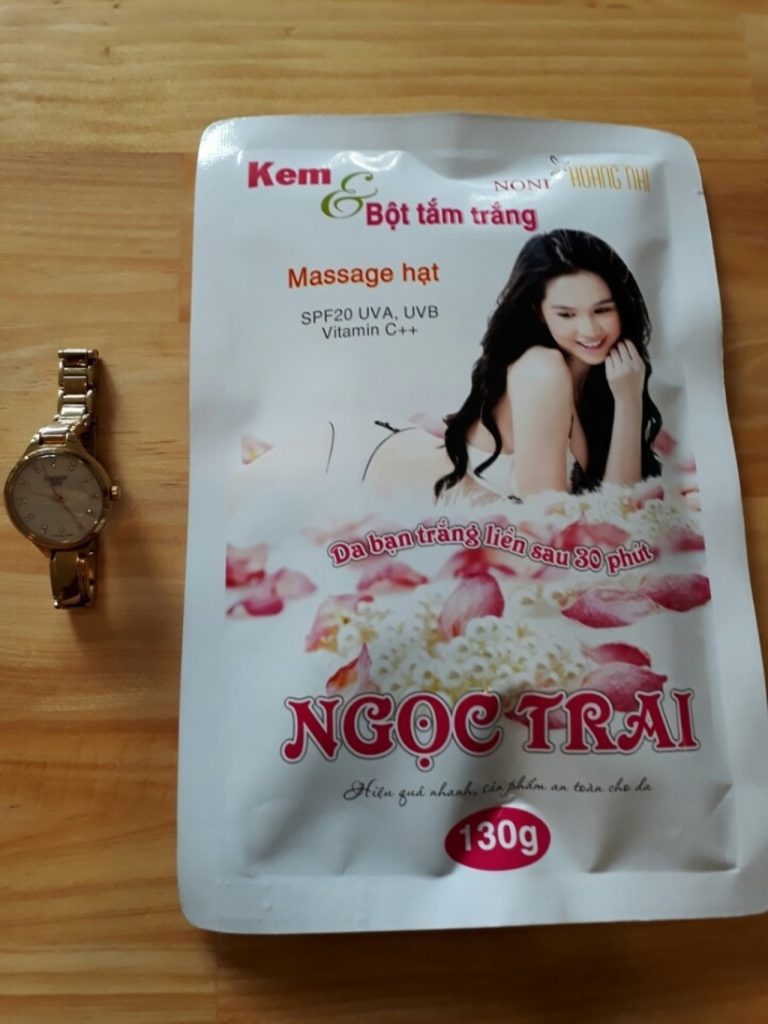 Kem
NONI HOÀNG NHI
& Bột tắm trắng
Massage hạt
SPF20 UVA, UVB
Vitamin C++
Da bạn trắng liền sau 30 phút
NGỌC TRAI
Hiệu quả nhanh, sản phẩm an toàn cho da
130g